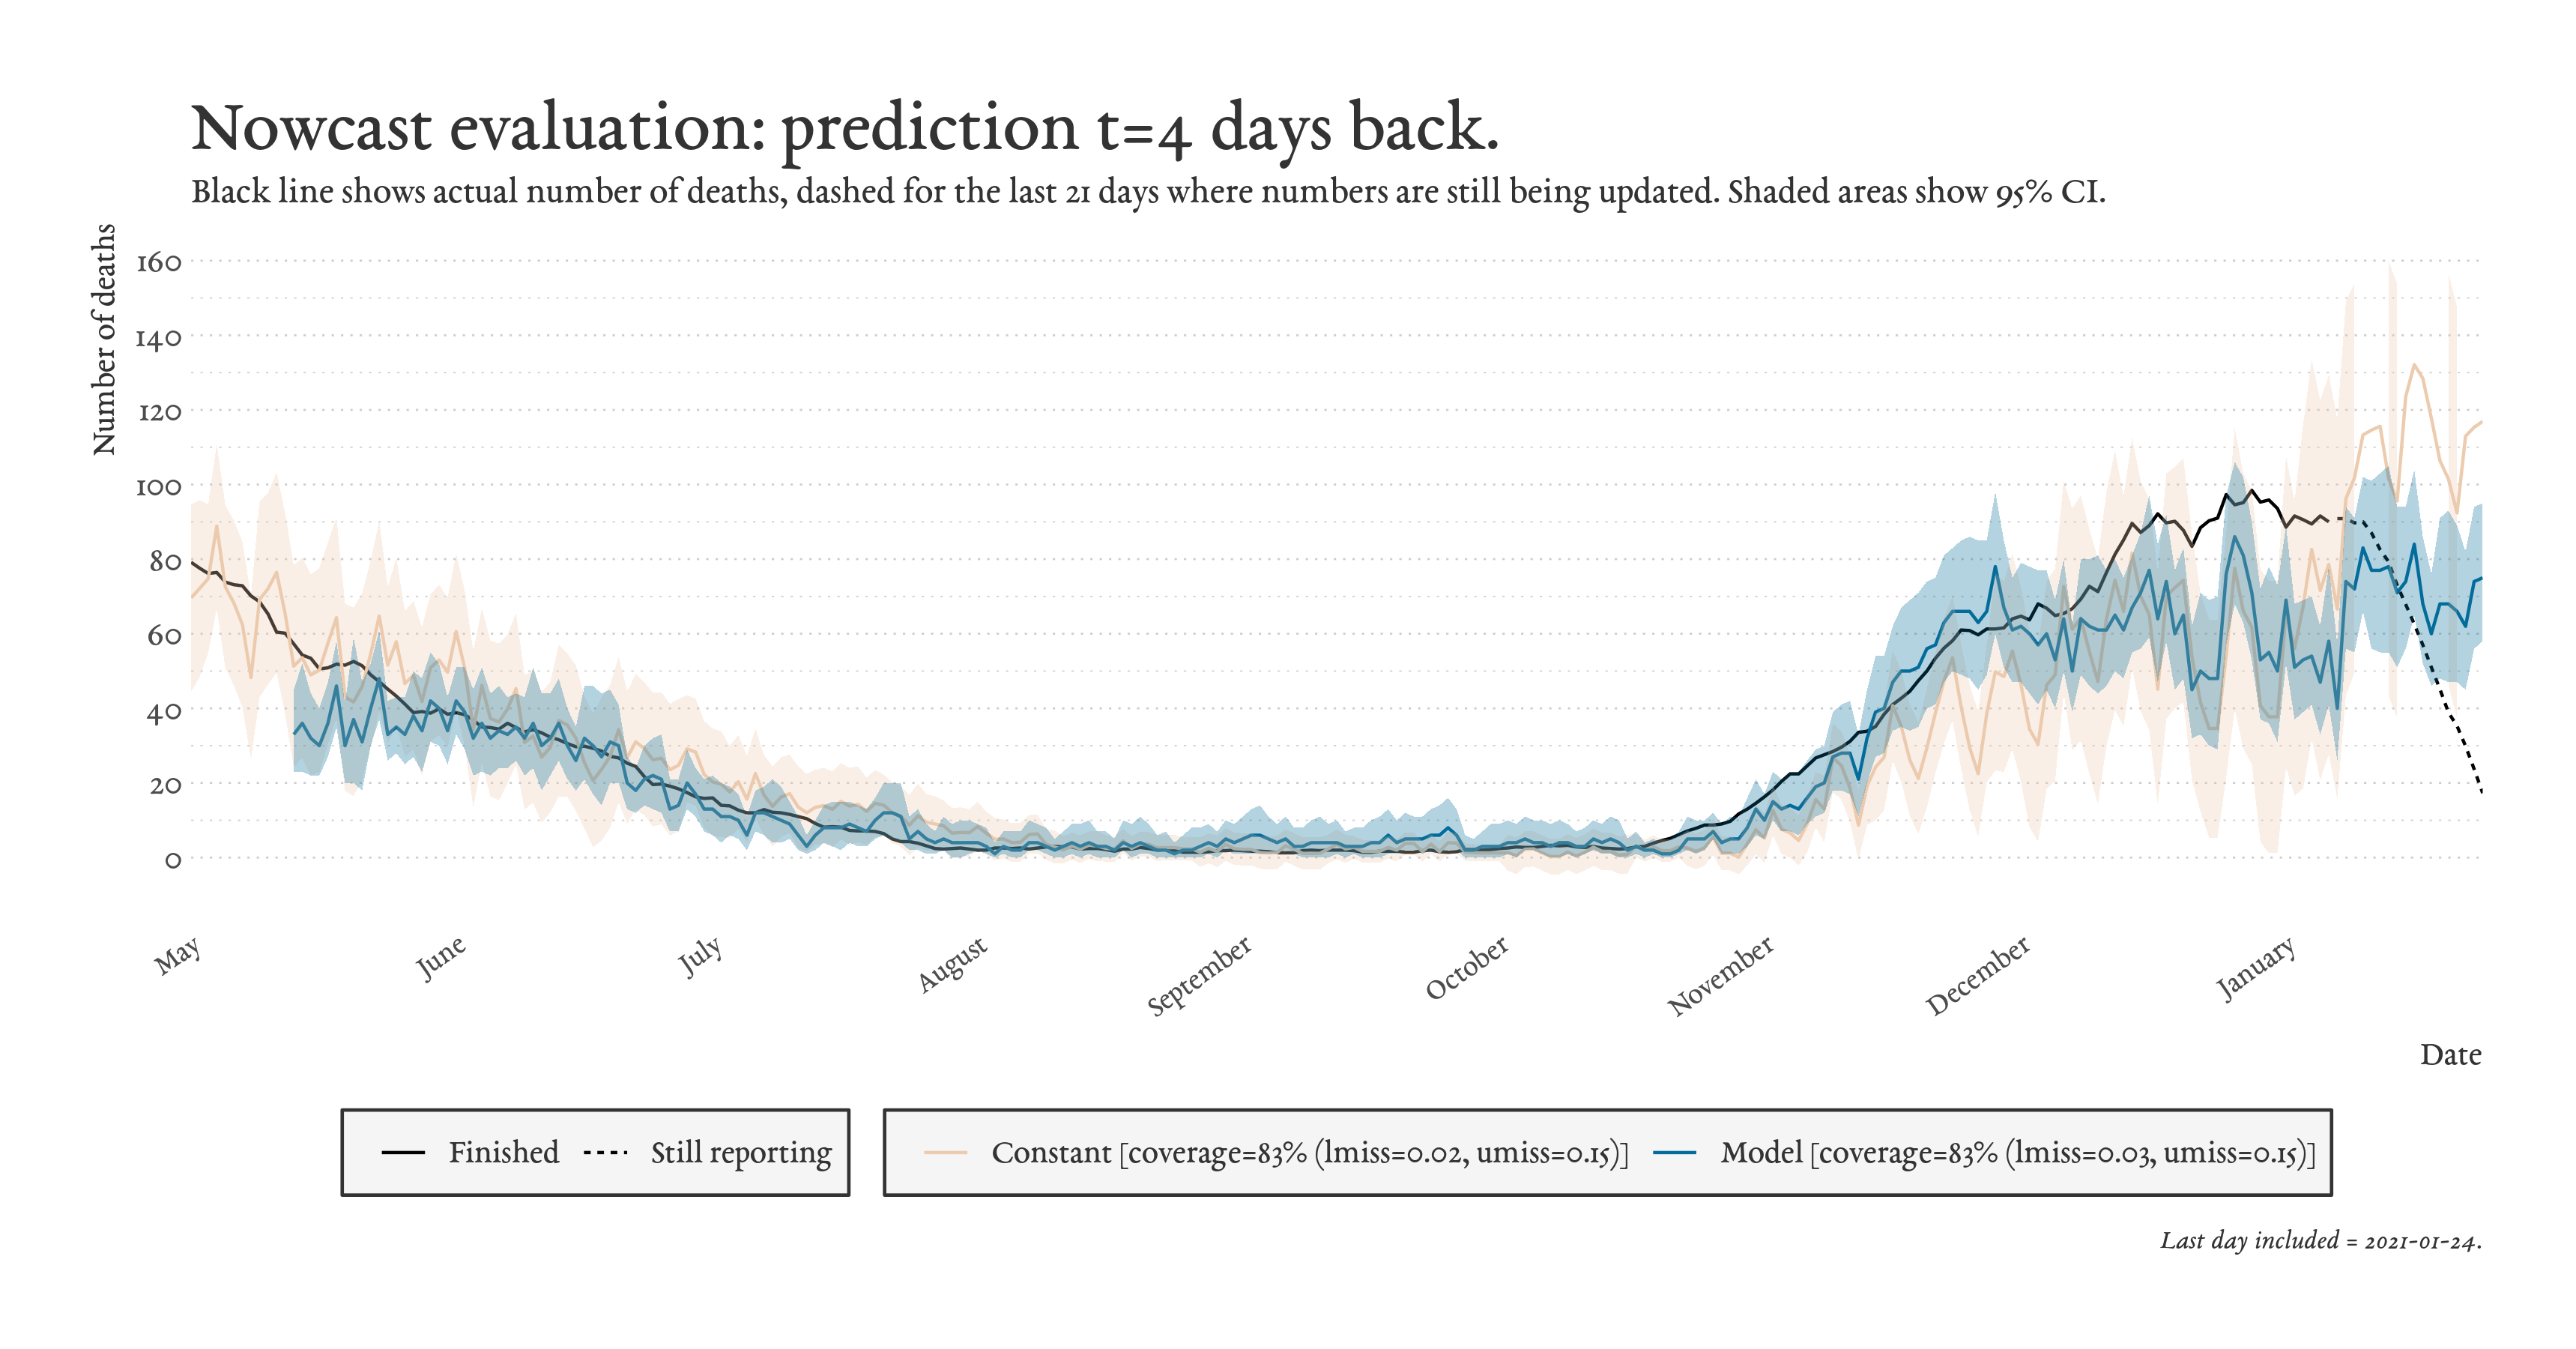 Nowcast evaluation: prediction t=4 days back.
Black line shows actual number of deaths, dashed for the last 21 days where numbers are still being updated. Shaded areas show 95% CI.
Number of deaths
160
140
120
100
80
60
40
20
0
May
June
July
August
September
October
November
December
January
Date
Finished
Still reporting
Constant [coverage=83% (lmiss=0.02, umiss=0.15)]
Model [coverage=83% (lmiss=0.03, umiss=0.15)]
Last day included = 2021-01-24.